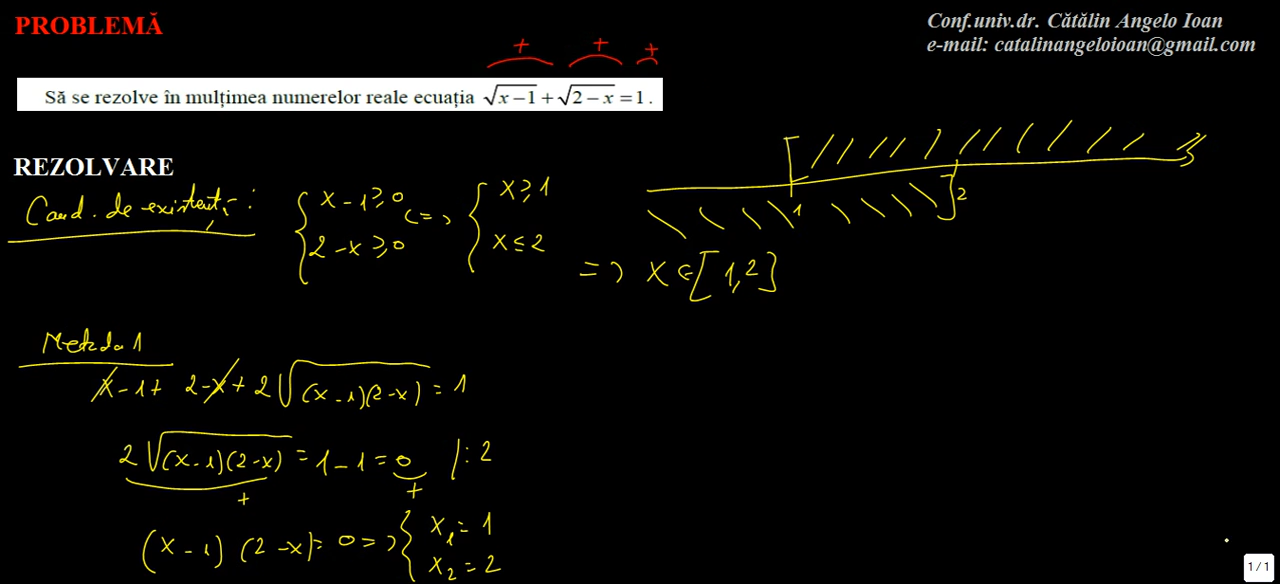 PROBLEMĂ
Conf.univ.dr. Cătălin Angelo Ioan
e-mail: catalinangeloioan@gmail.com
+ + +
Să se rezolve în mulțimea numerelor reale ecuația √(x−1) + √(2−x) = 1.
REZOLVARE
Cond. de existență:
{ x - 1 ≥ 0 <=> { x ≥ 1
2 - x ≥ 0 x ≤ 2
[ 1 ] 2
=> x ∈ [1,2]
Metoda 1
x - 1 + 2 - x + 2√((x-1)(2-x)) = 1
2√((x-1)(2-x)) = 1 - 1 = 0 /:2
+ +
(x-1)(2-x) = 0 => { x₁ = 1
x₂ = 2
1 / 1